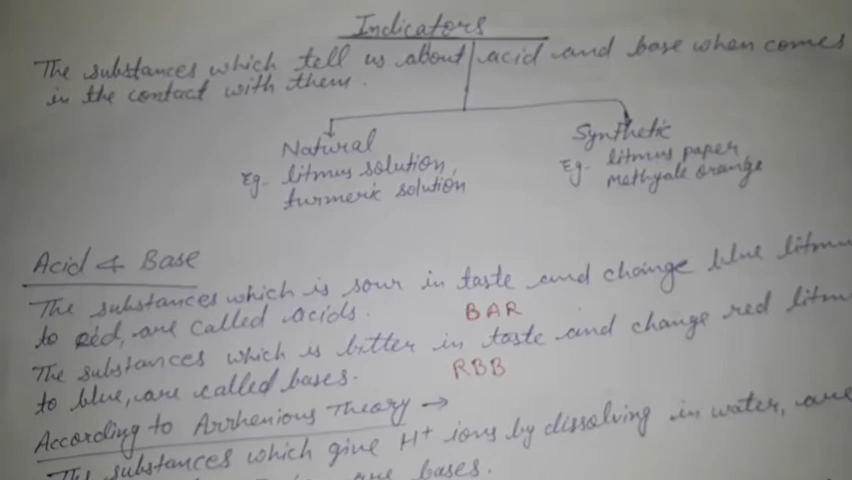 Indicators
The substances which tell us about acid and base when comes
in the contact with them.
Natural
Eg. litmus solution,
turmeric solution
Synthetic
Eg. litmus paper,
methyale orange
Acid & Base
The substances which is sour in taste and change blue litmu
to red, are called acids. BAR
The substances which is bitter in taste and change red litm
to blue, are called bases. RBB
According to Arrhenious Theory →
The substances which give H+ ions by dissolving in water, are
are bases.